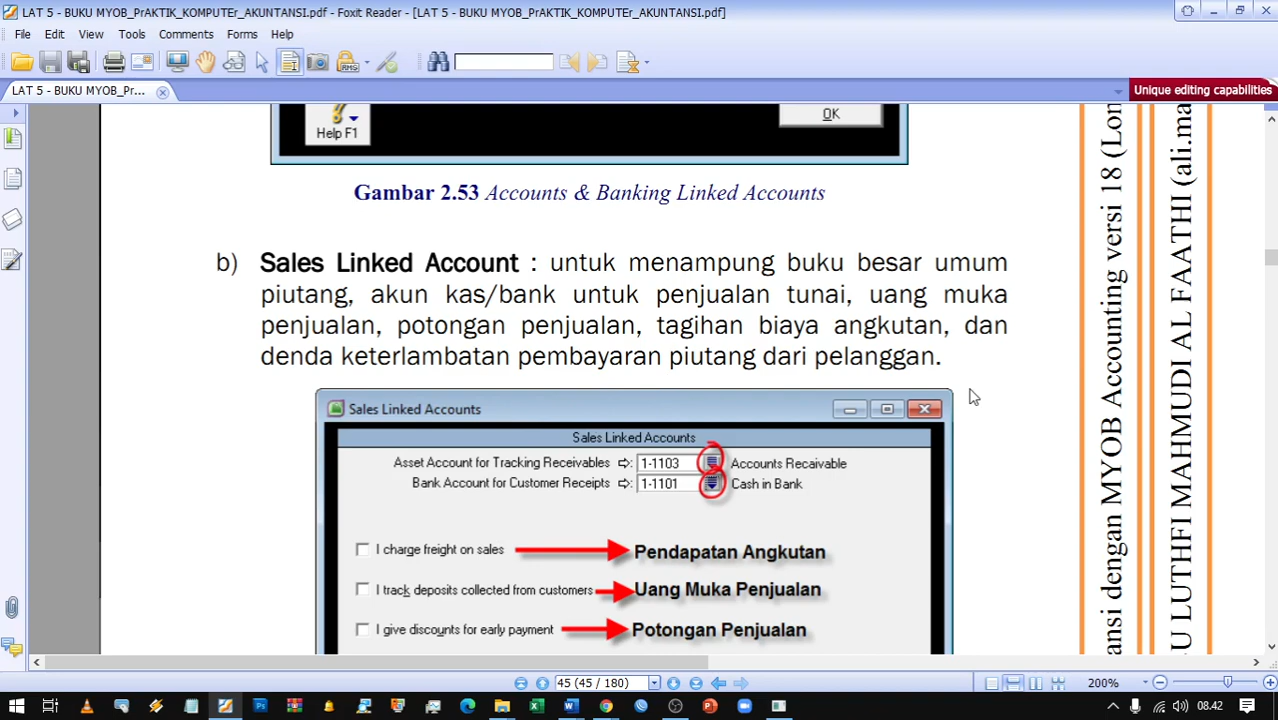 LAT 5 - BUKU MYOB_PrAKTIK_KOMPUTEr_AKUNTANSI.pdf - Foxit Reader - [LAT 5 - BUKU MYOB_PrAKTIK_KOMPUTEr_AKUNTANSI.pdf]
File Edit View Tools Comments Forms Help
RMS
LAT 5 - BUKU MYOB_Pr...
Unique editing capabilities
Help F1
OK
Gambar 2.53 Accounts & Banking Linked Accounts
b) Sales Linked Account : untuk menampung buku besar umum
piutang, akun kas/bank untuk penjualan tunai, uang muka
penjualan, potongan penjualan, tagihan biaya angkutan, dan
denda keterlambatan pembayaran piutang dari pelanggan.
Sales Linked Accounts
Sales Linked Accounts
Asset Account for Tracking Receivables 1-1103 Accounts Recaivable
Bank Account for Customer Receipts 1-1101 Cash in Bank
I charge freight on sales Pendapatan Angkutan
I track deposits collected from customers Uang Muka Penjualan
I give discounts for early payment Potongan Penjualan
ansi dengan MYOB Accounting versi 18 (Lor
U LUTHFI MAHMUDI AL FAATHI (ali.ma
45 (45 / 180)
200%
08.42